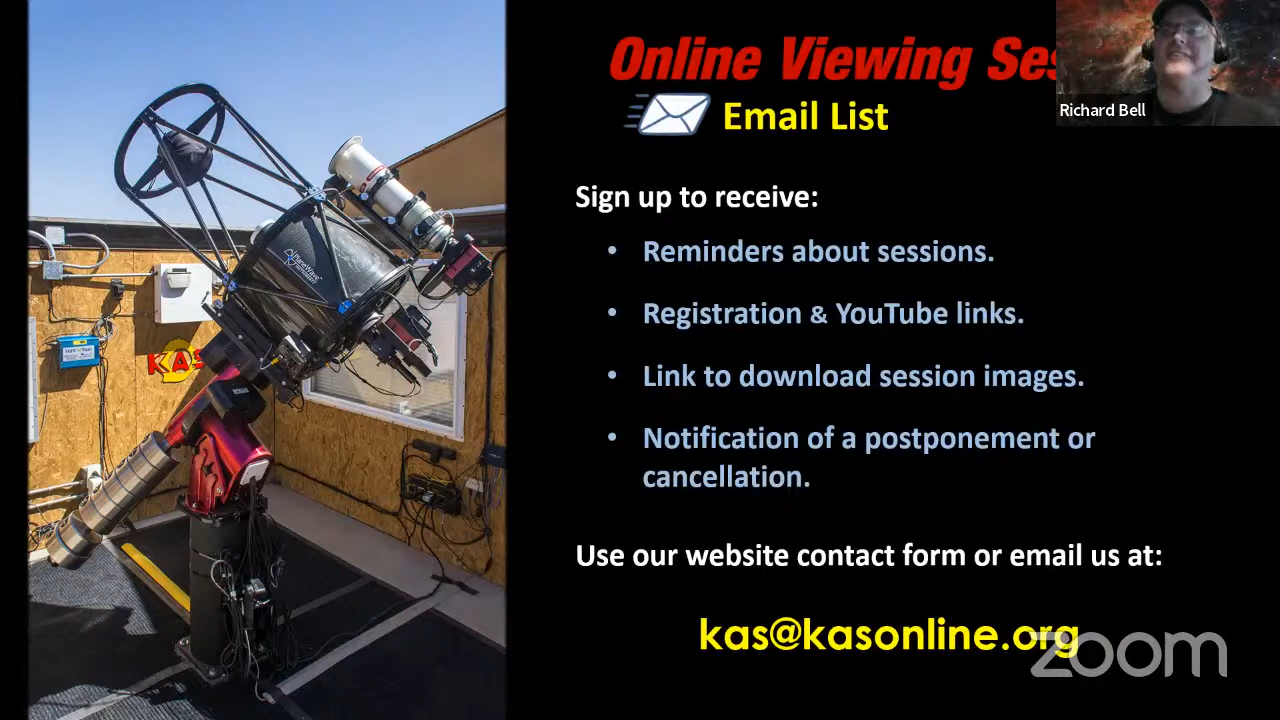 Online Viewing Ses
Email List
Richard Bell
Sign up to receive:
• Reminders about sessions.
• Registration & YouTube links.
• Link to download session images.
• Notification of a postponement or
cancellation.
Use our website contact form or email us at:
kas@kasonline.org
zoom
PlaneWave
KAS